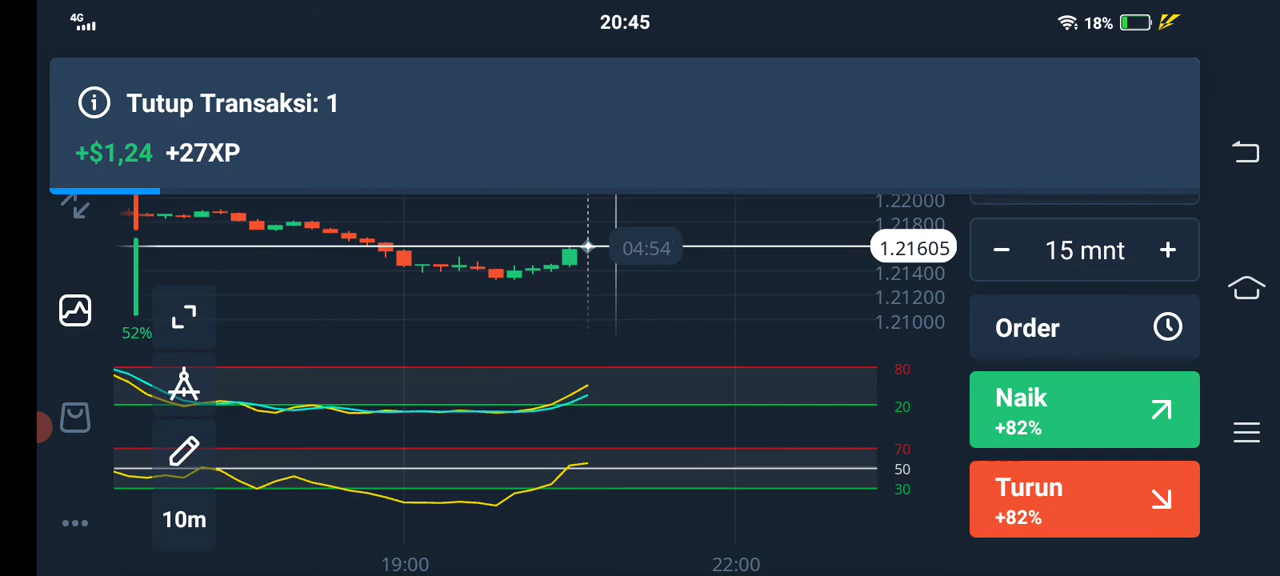 4G
20:45
18%
Tutup Transaksi: 1
+$1,24 +27XP
1.22000
1.21800
1.21605
1.21400
1.21200
1.21000
04:54
52%
80
20
70
50
30
10m
19:00
22:00
− 15 mnt +
Order
Naik
+82%
Turun
+82%